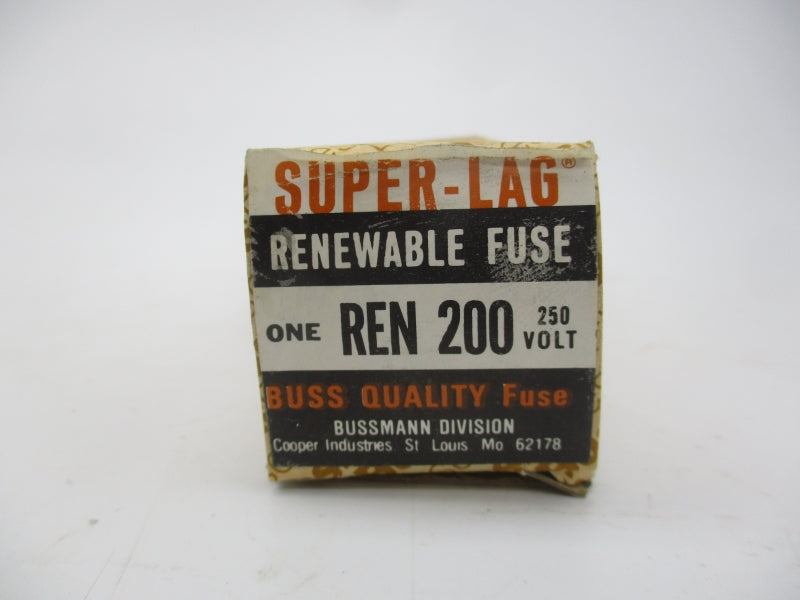 SUPER-LAG®
RENEWABLE FUSE
ONE REN 200 250 VOLT
BUSS QUALITY Fuse
BUSSMANN DIVISION
Cooper Industries St Louis Mo 62178